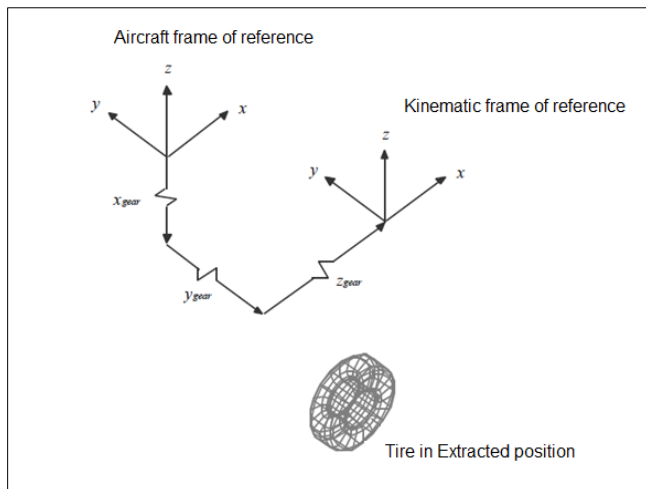 Aircraft frame of reference
z
y
x
Kinematic frame of reference
z
y
x
xgear
ygear
zgear
Tire in Extracted position